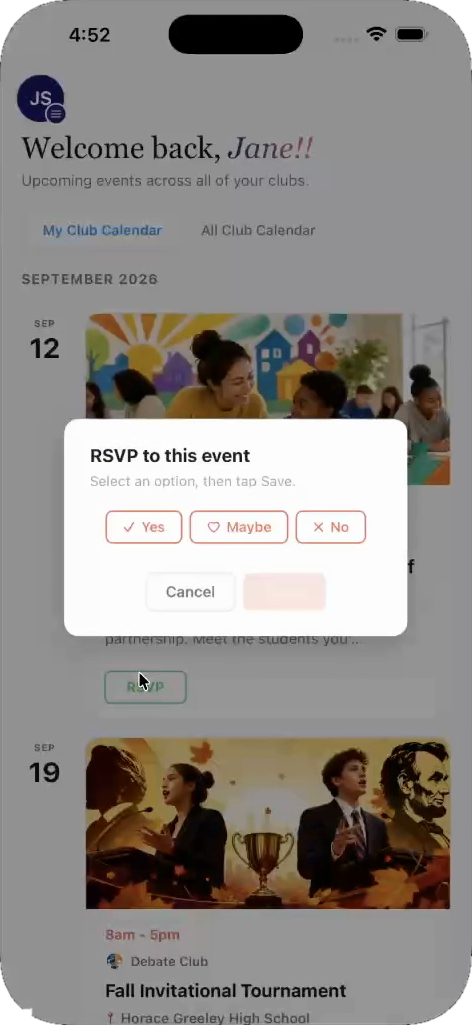 4:52
JS
Welcome back, Jane!!
Upcoming events across all of your clubs.
My Club Calendar All Club Calendar
SEPTEMBER 2026
SEP
12
RSVP to this event
Select an option, then tap Save.
Yes Maybe No
Cancel
partnership. Meet the students you...
RSVP
SEP
19
8am - 5pm
Debate Club
Fall Invitational Tournament
Horace Greeley High School